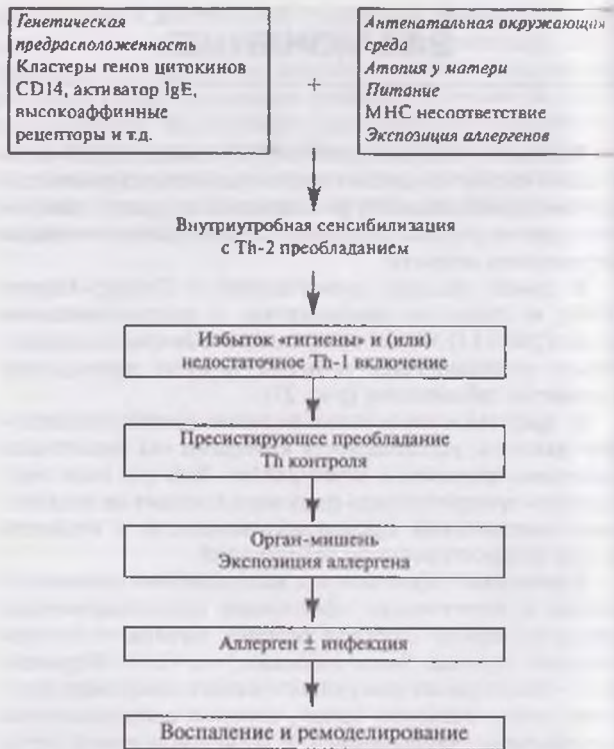 Генетическая
предрасположенность
Кластеры генов цитокинов
CD14, активатор IgE,
высокоаффинные
рецепторы и т.д.
+
Антенатальная окружающая
среда
Атопия у матери
Питание
МНС несоответствие
Экспозиция аллергенов
Внутриутробная сенсибилизация
с Th-2 преобладанием
Избыток «гигиены» и (или)
недостаточное Th-1 включение
Пресистирующее преобладание
Th контроля
Орган-мишень
Экспозиция аллергена
Аллерген ± инфекция
Воспаление и ремоделирование